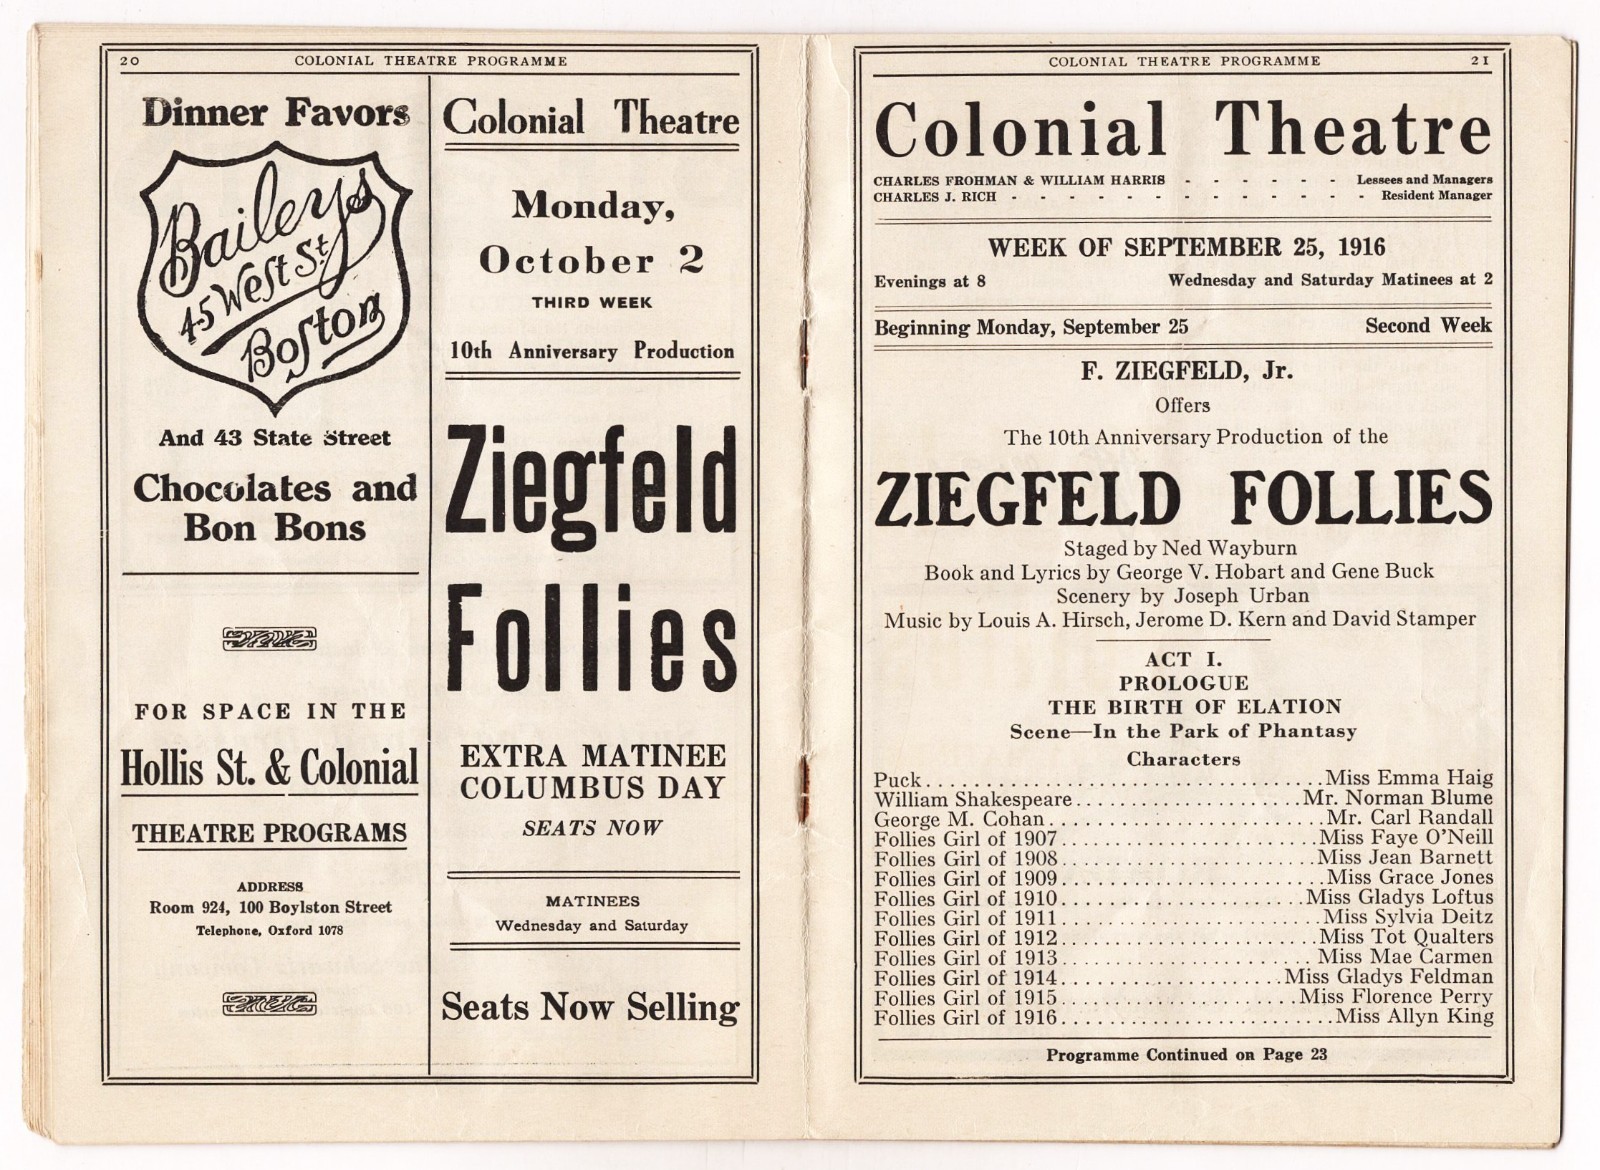 20
COLONIAL THEATRE PROGRAMME
Dinner Favors
Bailey's
45 West St.
Boston
And 43 State Street
Chocolates and
Bon Bons
FOR SPACE IN THE
Hollis St. & Colonial
THEATRE PROGRAMS
ADDRESS
Room 924, 100 Boylston Street
Telephone, Oxford 1078
Colonial Theatre
Monday,
October 2
THIRD WEEK
10th Anniversary Production
Ziegfeld
Follies
EXTRA MATINEE
COLUMBUS DAY
SEATS NOW
MATINEES
Wednesday and Saturday
Seats Now Selling
COLONIAL THEATRE PROGRAMME
21
Colonial Theatre
CHARLES FROHMAN & WILLIAM HARRIS - - - - - - Lessees and Managers
CHARLES J. RICH - - - - - - - - - - - - - Resident Manager
WEEK OF SEPTEMBER 25, 1916
Evenings at 8 Wednesday and Saturday Matinees at 2
Beginning Monday, September 25 Second Week
F. ZIEGFELD, Jr.
Offers
The 10th Anniversary Production of the
ZIEGFELD FOLLIES
Staged by Ned Wayburn
Book and Lyrics by George V. Hobart and Gene Buck
Scenery by Joseph Urban
Music by Louis A. Hirsch, Jerome D. Kern and David Stamper
ACT I.
PROLOGUE
THE BIRTH OF ELATION
Scene—In the Park of Phantasy
Characters
Puck..............................Miss Emma Haig
William Shakespeare.................Mr. Norman Blume
George M. Cohan.....................Mr. Carl Randall
Follies Girl of 1907....................Miss Faye O'Neill
Follies Girl of 1908....................Miss Jean Barnett
Follies Girl of 1909....................Miss Grace Jones
Follies Girl of 1910...................Miss Gladys Loftus
Follies Girl of 1911....................Miss Sylvia Deitz
Follies Girl of 1912....................Miss Tot Qualters
Follies Girl of 1913....................Miss Mae Carmen
Follies Girl of 1914.................Miss Gladys Feldman
Follies Girl of 1915..................Miss Florence Perry
Follies Girl of 1916.....................Miss Allyn King
Programme Continued on Page 23